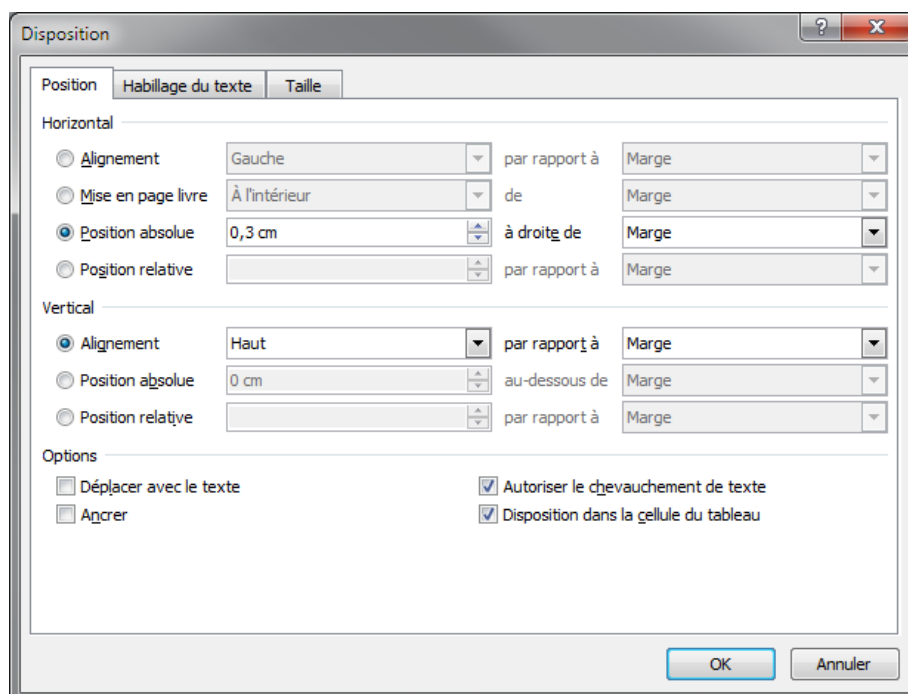 Disposition
Position Habillage du texte Taille
Horizontal
Alignement Gauche par rapport à Marge
Mise en page livre À l'intérieur de Marge
Position absolue 0,3 cm à droite de Marge
Position relative par rapport à Marge
Vertical
Alignement Haut par rapport à Marge
Position absolue 0 cm au-dessous de Marge
Position relative par rapport à Marge
Options
Déplacer avec le texte Autoriser le chevauchement de texte
Ancrer Disposition dans la cellule du tableau
OK Annuler